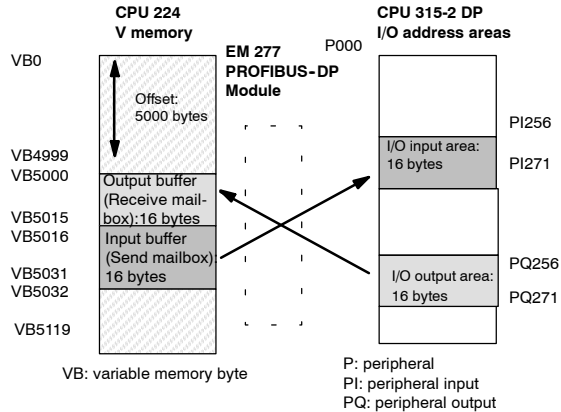 CPU 224
V memory
CPU 315-2 DP
I/O address areas
EM 277
PROFIBUS-DP
Module
P000
VB0
Offset:
5000 bytes
VB4999
VB5000
Output buffer
(Receive mail-
box):16 bytes
VB5015
VB5016
Input buffer
(Send mailbox):
16 bytes
VB5031
VB5032
VB5119
PI256
I/O input area:
16 bytes
PI271
PQ256
I/O output area:
16 bytes
PQ271
VB: variable memory byte
P: peripheral
PI: peripheral input
PQ: peripheral output